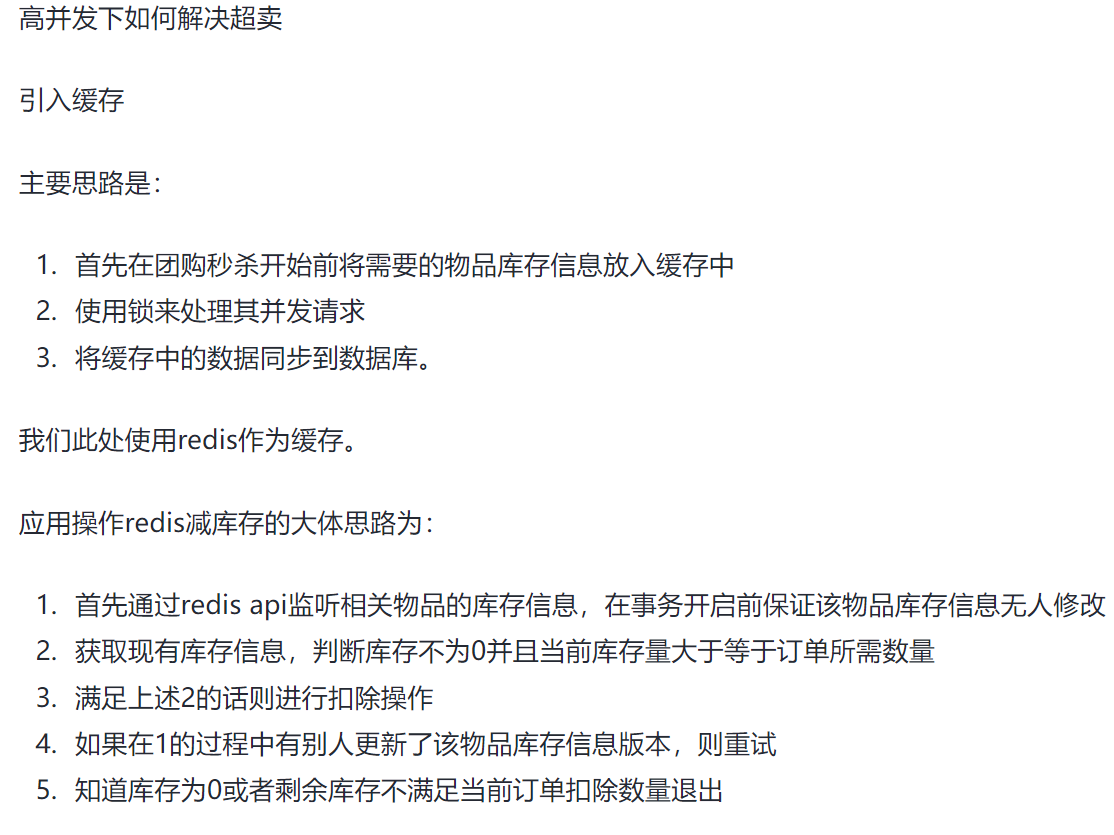 高并发下如何解决超卖
引入缓存
主要思路是：
1. 首先在团购秒杀开始前将需要的物品库存信息放入缓存中
2. 使用锁来处理其并发请求
3. 将缓存中的数据同步到数据库。
我们此处使用redis作为缓存。
应用操作redis减库存的大体思路为：
1. 首先通过redis api监听相关物品的库存信息，在事务开启前保证该物品库存信息无人修改
2. 获取现有库存信息，判断库存不为0并且当前库存量大于等于订单所需数量
3. 满足上述2的话则进行扣除操作
4. 如果在1的过程中有别人更新了该物品库存信息版本，则重试
5. 知道库存为0或者剩余库存不满足当前订单扣除数量退出